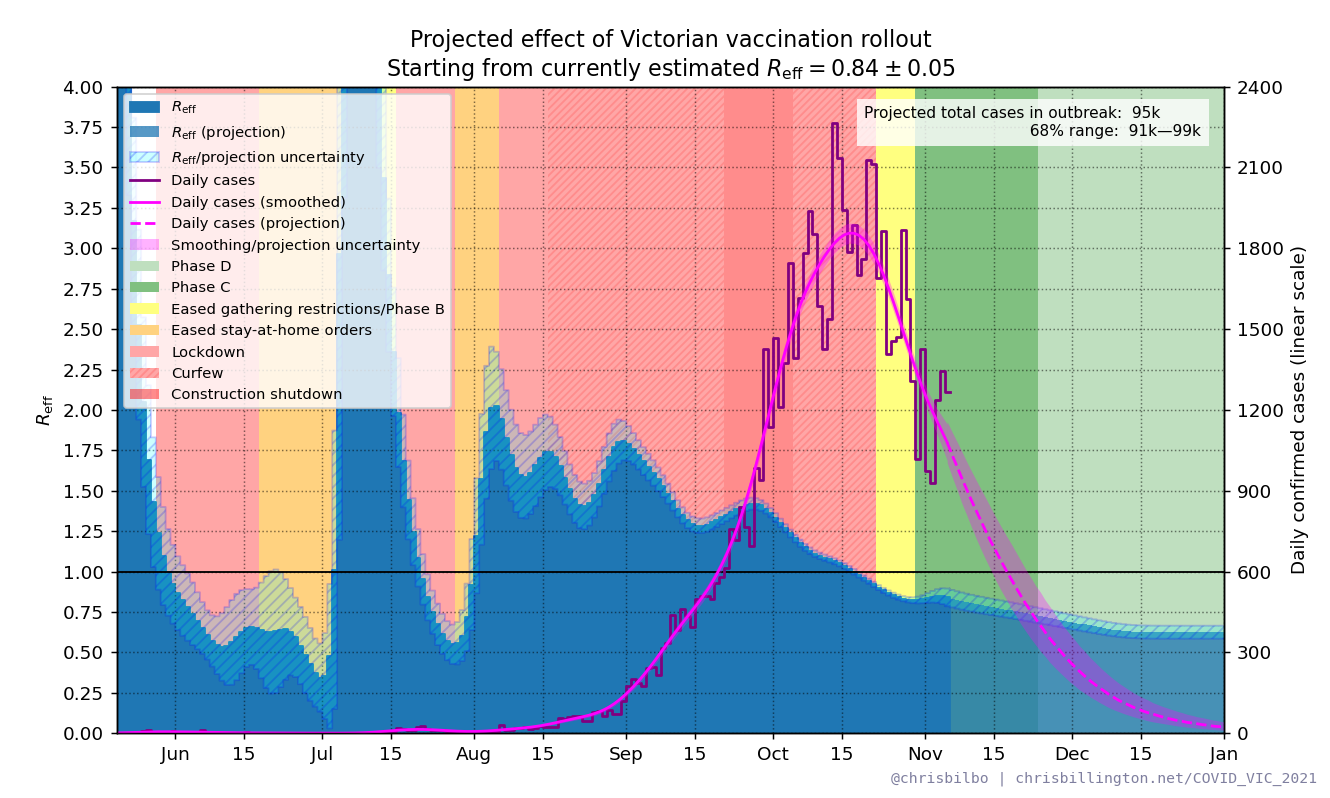 Projected effect of Victorian vaccination rollout
Starting from currently estimated R_eff = 0.84 ± 0.05
4.00
3.75
3.50
3.25
3.00
2.75
2.50
2.25
2.00
1.75
1.50
1.25
1.00
0.75
0.50
0.25
0.00
R_eff
R_eff
R_eff (projection)
R_eff/projection uncertainty
Daily cases
Daily cases (smoothed)
Daily cases (projection)
Smoothing/projection uncertainty
Phase D
Phase C
Eased gathering restrictions/Phase B
Eased stay-at-home orders
Lockdown
Curfew
Construction shutdown
Projected total cases in outbreak: 95k
68% range: 91k—99k
2400
2100
1800
1500
1200
900
600
300
0
Daily confirmed cases (linear scale)
Jun 15 Jul 15 Aug 15 Sep 15 Oct 15 Nov 15 Dec 15 Jan
@chrisbilbo | chrisbillington.net/COVID_VIC_2021